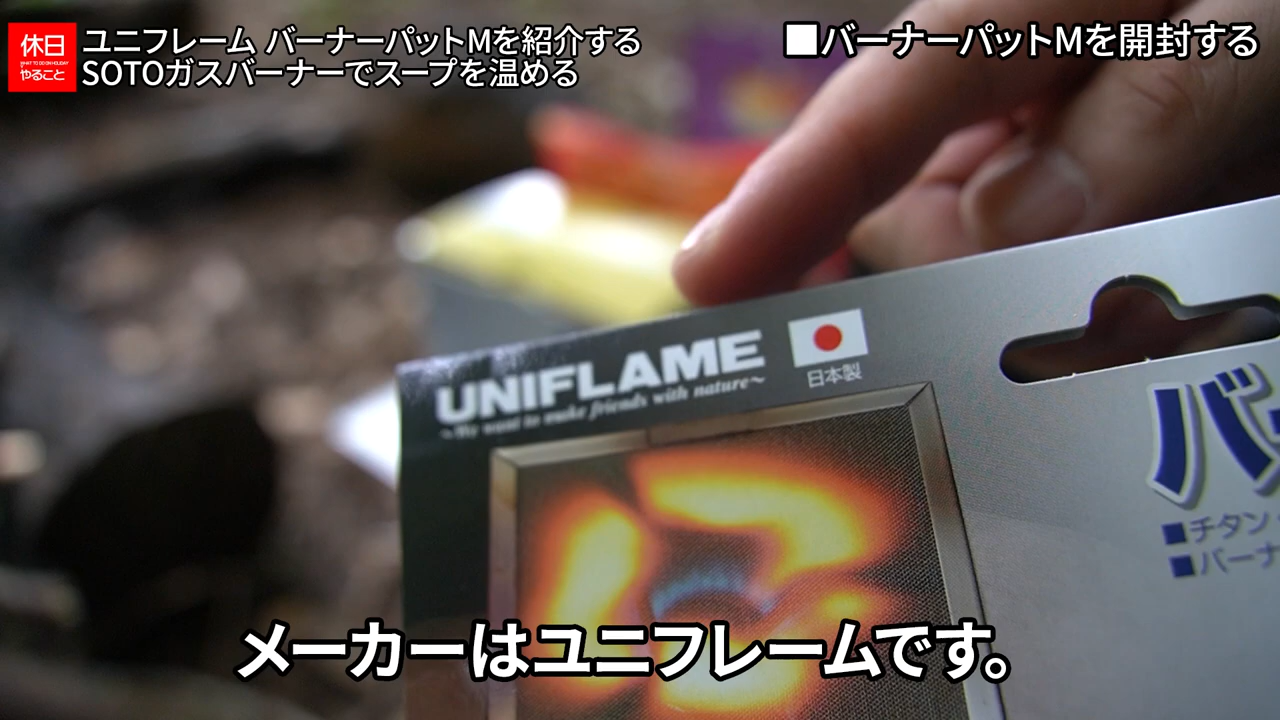 休日
WHAT TO DO ON HOLIDAY
やること
ユニフレーム バーナーパットMを紹介する
SOTOガスバーナーでスープを温める
■バーナーパットMを開封する
UNIFLAME
~We want to make friends with nature~
日本製
バー
■チタン
■バーナ
メーカーはユニフレームです。